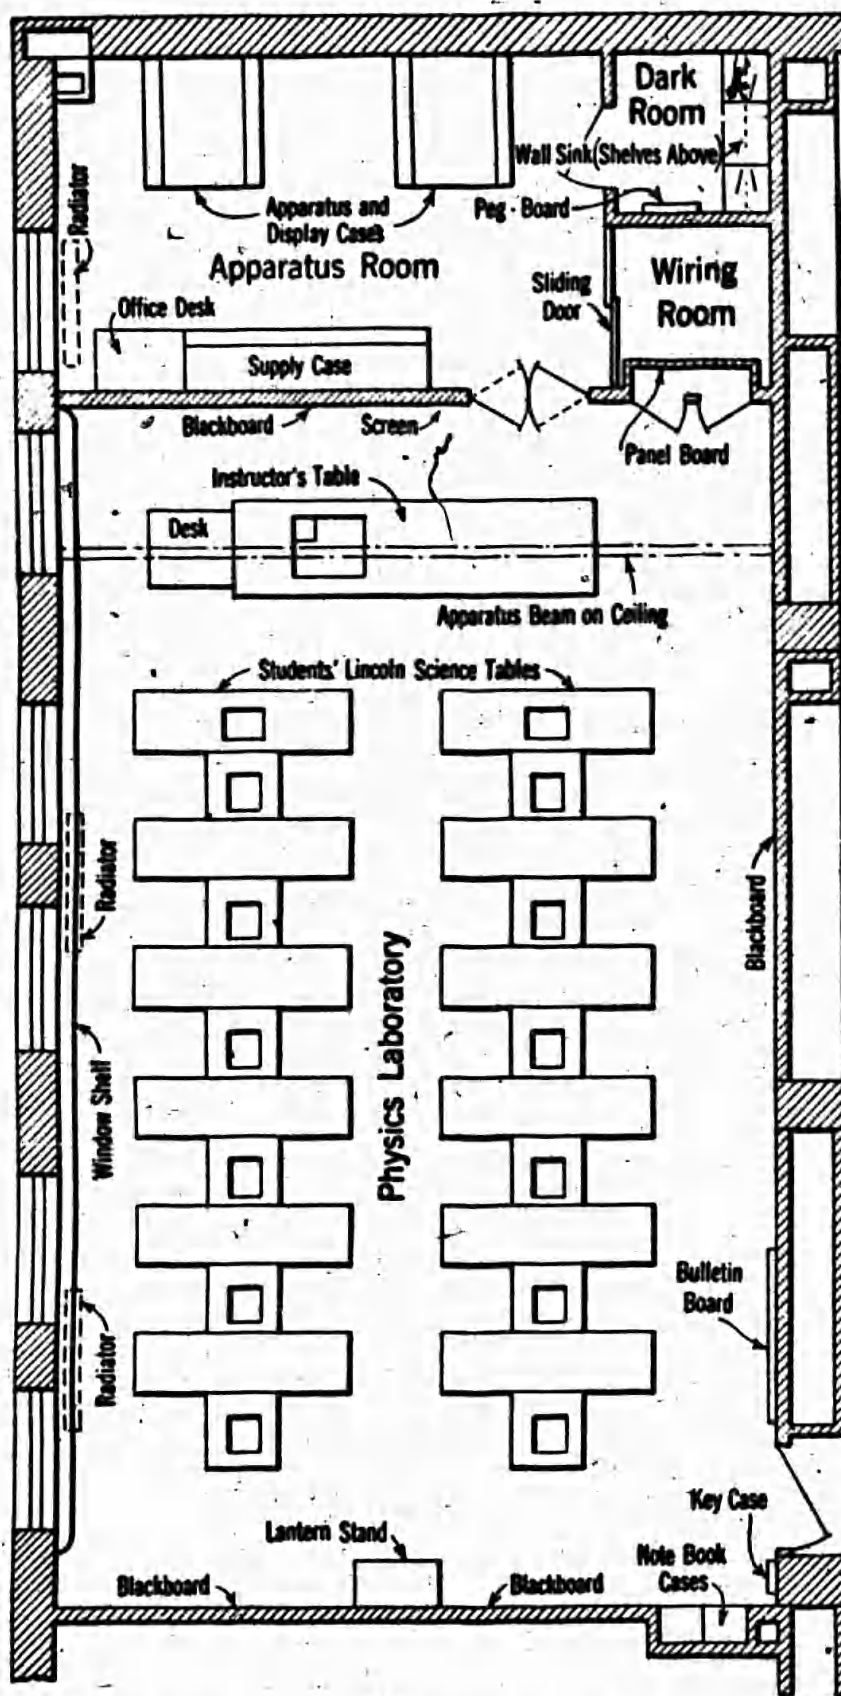 Dark
Room
Wall Sink (Shelves Above)
Peg-Board
Radiator
Apparatus and
Display Cases
Apparatus Room
Sliding
Door
Wiring
Room
Office Desk
Supply Case
Blackboard
Screen
Panel Board
Instructor's Table
Desk
Apparatus Beam on Ceiling
Students' Lincoln Science Tables
Radiator
Blackboard
Physics Laboratory
Window Shelf
Bulletin
Board
Radiator
Key Case
Lantern Stand
Note Book
Cases
Blackboard
Blackboard